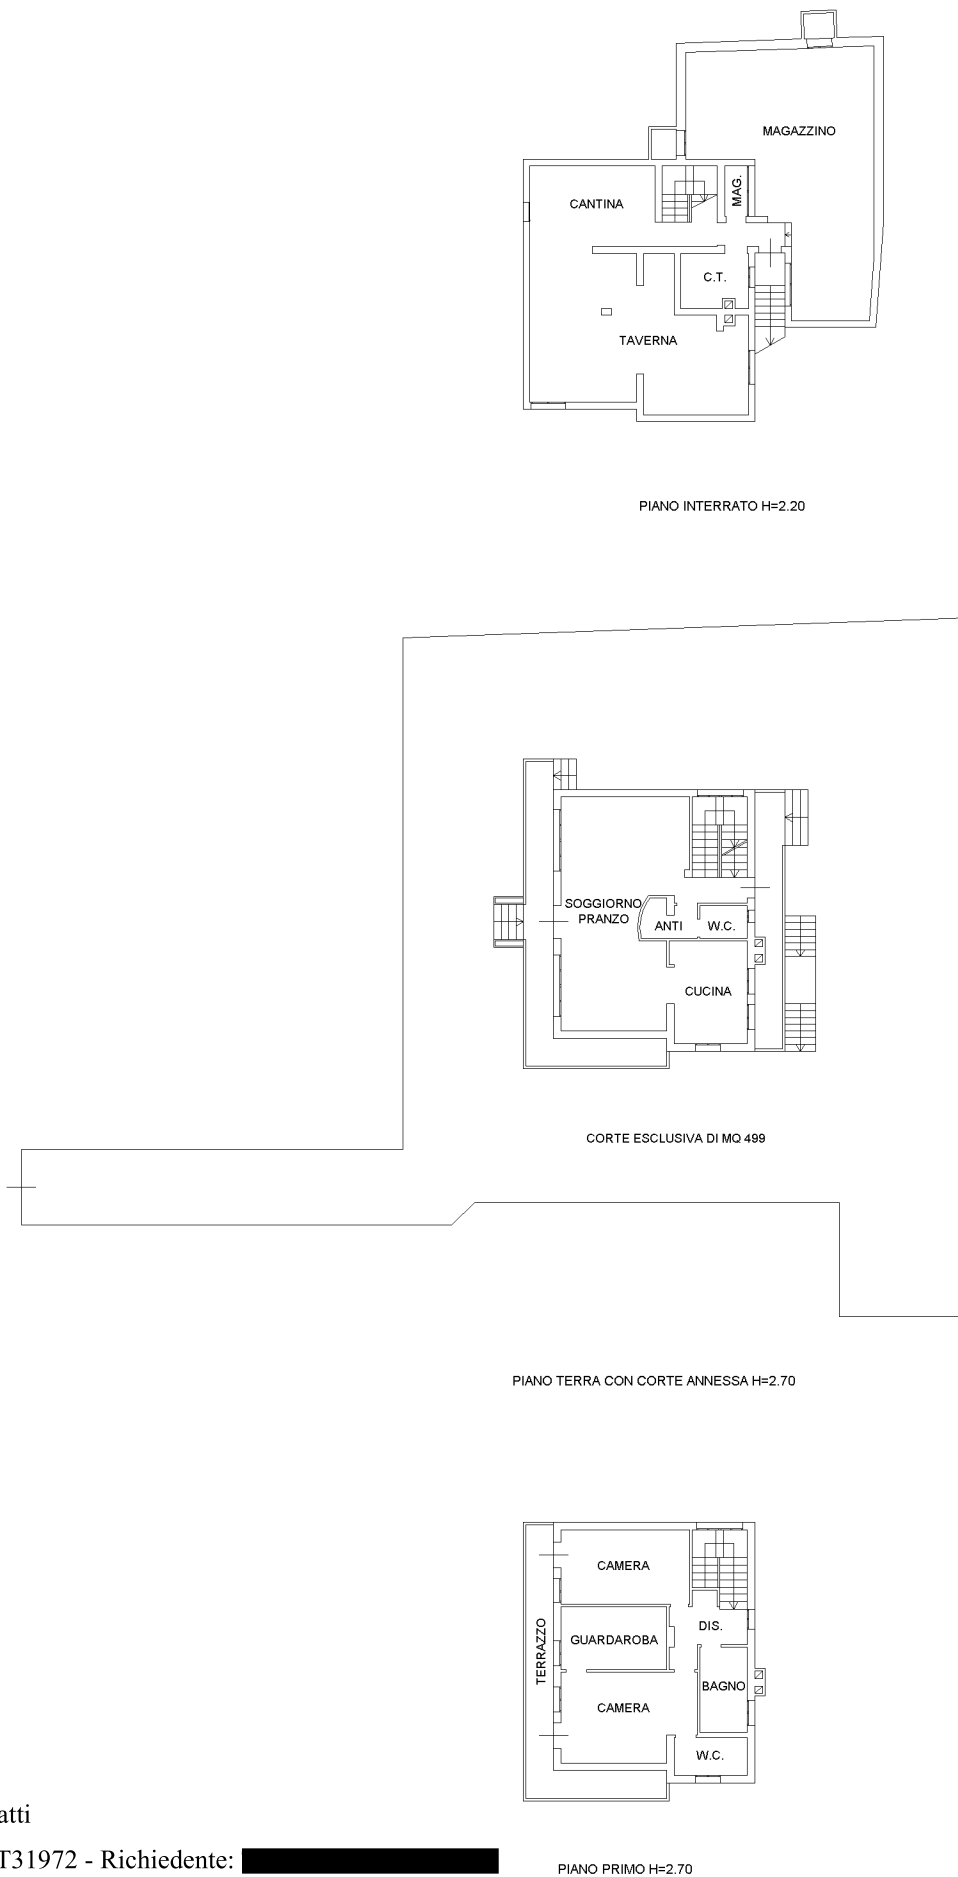 MAGAZZINO
CANTINA
MAG.
C.T.
TAVERNA
PIANO INTERRATO H=2.20
SOGGIORNO
PRANZO
ANTI
W.C.
CUCINA
CORTE ESCLUSIVA DI MQ 499
PIANO TERRA CON CORTE ANNESSA H=2.70
CAMERA
DIS.
TERRAZZO
GUARDAROBA
BAGNO
CAMERA
W.C.
atti
T31972 - Richiedente:
PIANO PRIMO H=2.70